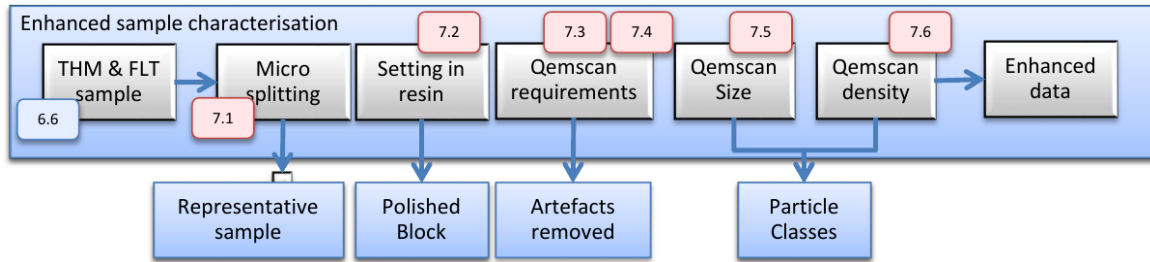 Enhanced sample characterisation
7.2
7.3
7.4
7.5
7.6
THM & FLT
sample
Micro
splitting
Setting in
resin
Qemscan
requirements
Qemscan
Size
Qemscan
density
Enhanced
data
6.6
7.1
Representative
sample
Polished
Block
Artefacts
removed
Particle
Classes